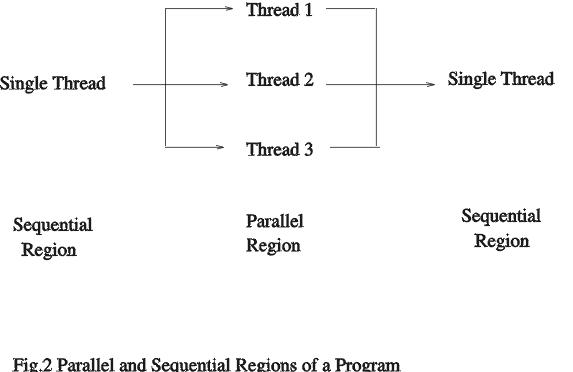 Thread 1
Single Thread
Thread 2
Single Thread
Thread 3
Sequential
Region
Parallel
Region
Sequential
Region
Fig.2 Parallel and Sequential Regions of a Program